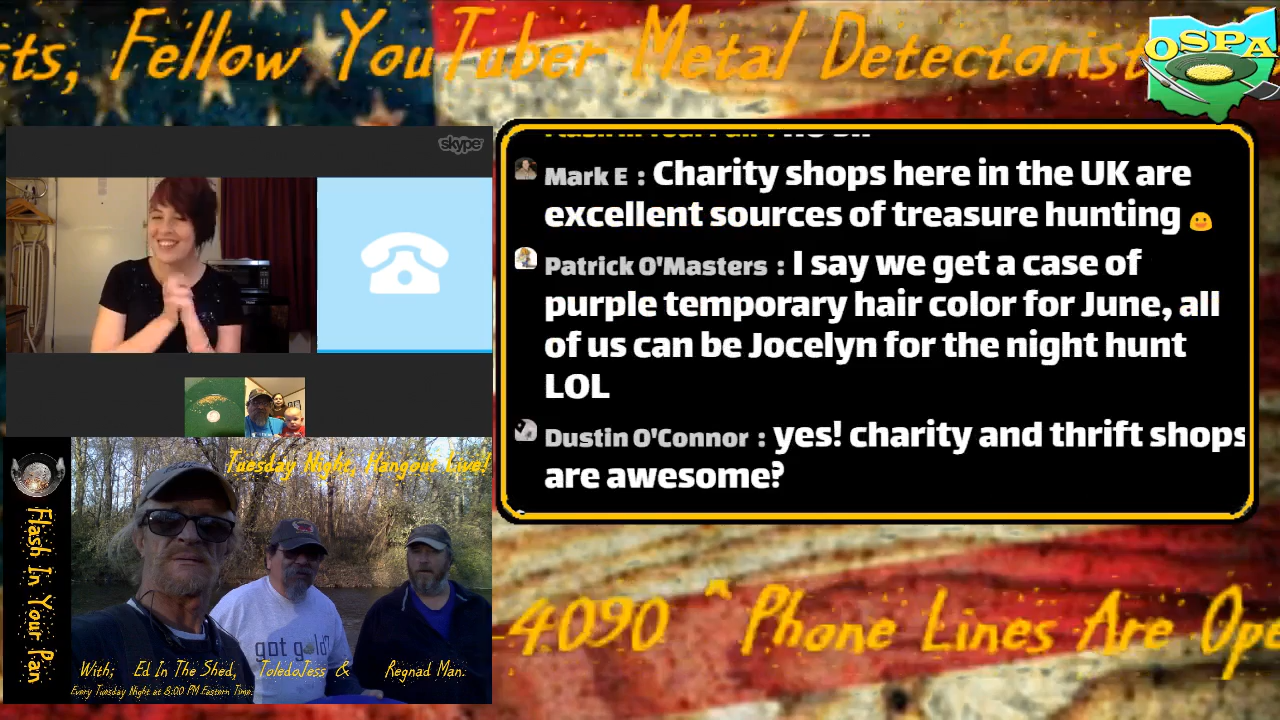 sts, Fellow YouTuber Metal Detectorist
OSPA
skype
Mark E : Charity shops here in the UK are
excellent sources of treasure hunting
Patrick O'Masters : I say we get a case of
purple temporary hair color for June, all
of us can be Jocelyn for the night hunt
LOL
Dustin O'Connor : yes! charity and thrift shops
are awesome?
Tuesday Night, Hangout Live!
Flash In Your Pan
got gold?
With; Ed In The Shed, ToledoJess & Regnad Man.
Every Tuesday Night at 8:00 PM Eastern Time.
-4090 ^ Phone Lines Are Ope